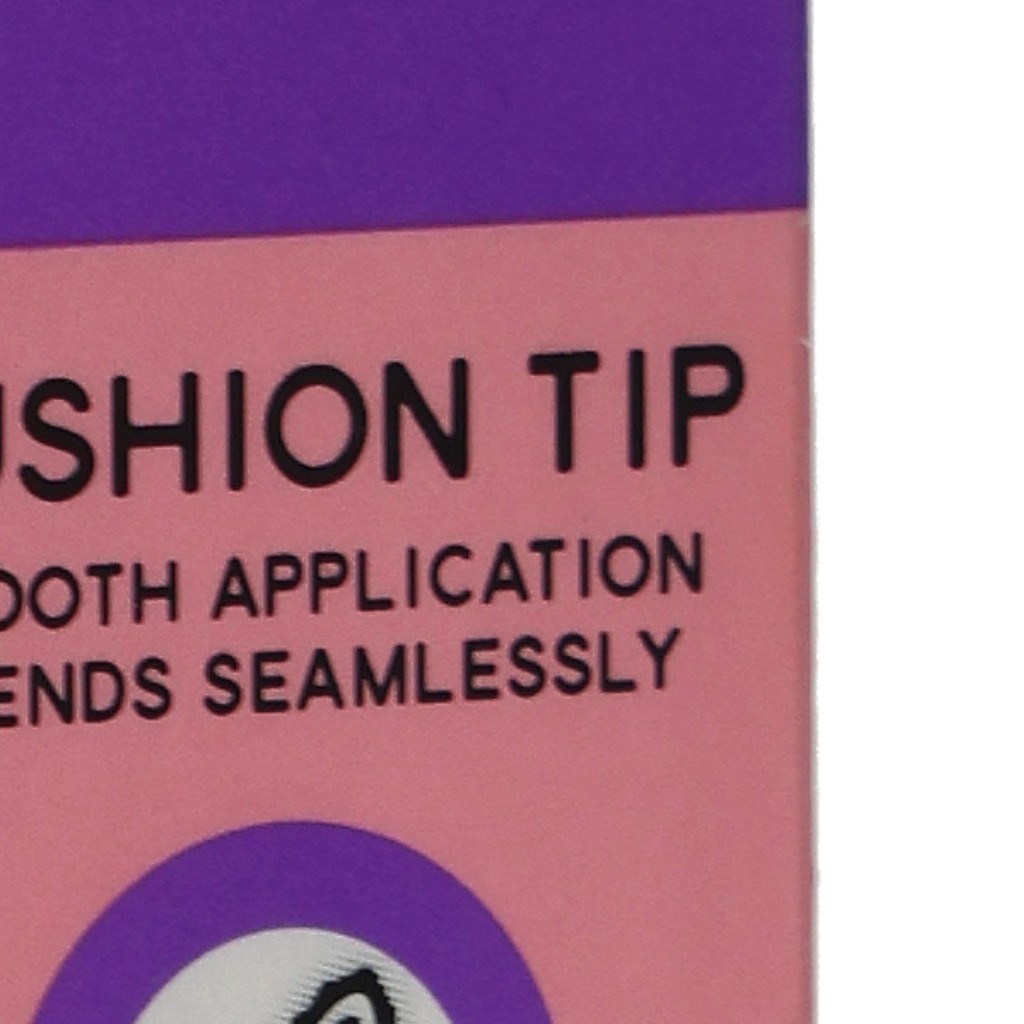 USHION TIP
OOTH APPLICATION
ENDS SEAMLESSLY